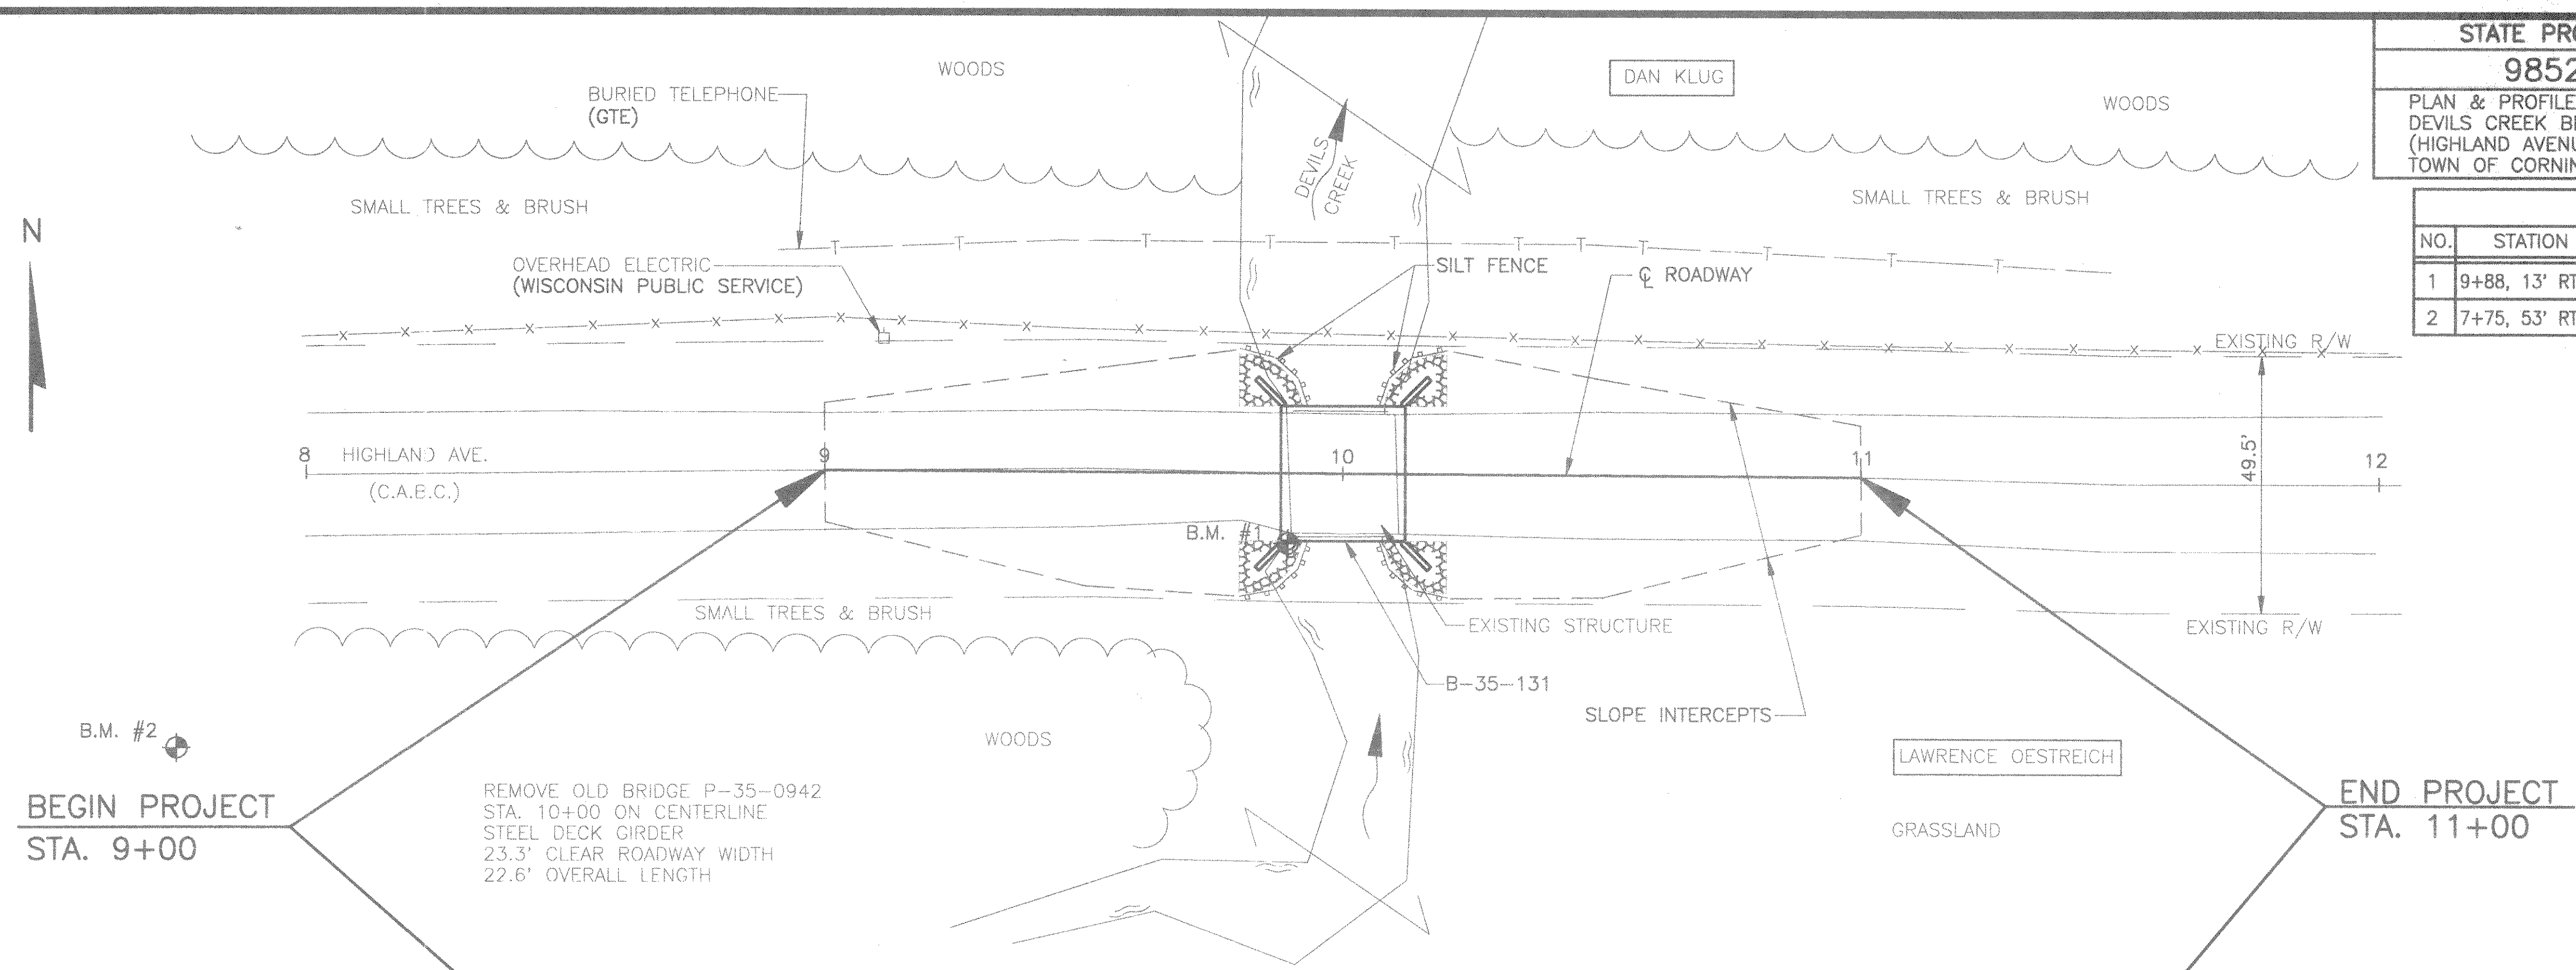 STATE PRO
9852
PLAN & PROFILE
DEVILS CREEK B
(HIGHLAND AVENU
TOWN OF CORNIN
NO. STATION
1 9+88, 13' RT
2 7+75, 53' RT
WOODS
BURIED TELEPHONE
(GTE)
DAN KLUG
WOODS
DEVILS
CREEK
SMALL TREES & BRUSH
SMALL TREES & BRUSH
N
T T T T T T T T T T T
OVERHEAD ELECTRIC
(WISCONSIN PUBLIC SERVICE)
SILT FENCE
℄ ROADWAY
EXISTING R/W
8 HIGHLAND AVE.
(C.A.B.C.)
9
10
11
12
49.5'
B.M. #1
SMALL TREES & BRUSH
EXISTING STRUCTURE
EXISTING R/W
B-35-131
SLOPE INTERCEPTS
B.M. #2
WOODS
LAWRENCE OESTREICH
GRASSLAND
BEGIN PROJECT
STA. 9+00
REMOVE OLD BRIDGE P-35-0942
STA. 10+00 ON CENTERLINE
STEEL DECK GIRDER
23.3' CLEAR ROADWAY WIDTH
22.6' OVERALL LENGTH
END PROJECT
STA. 11+00